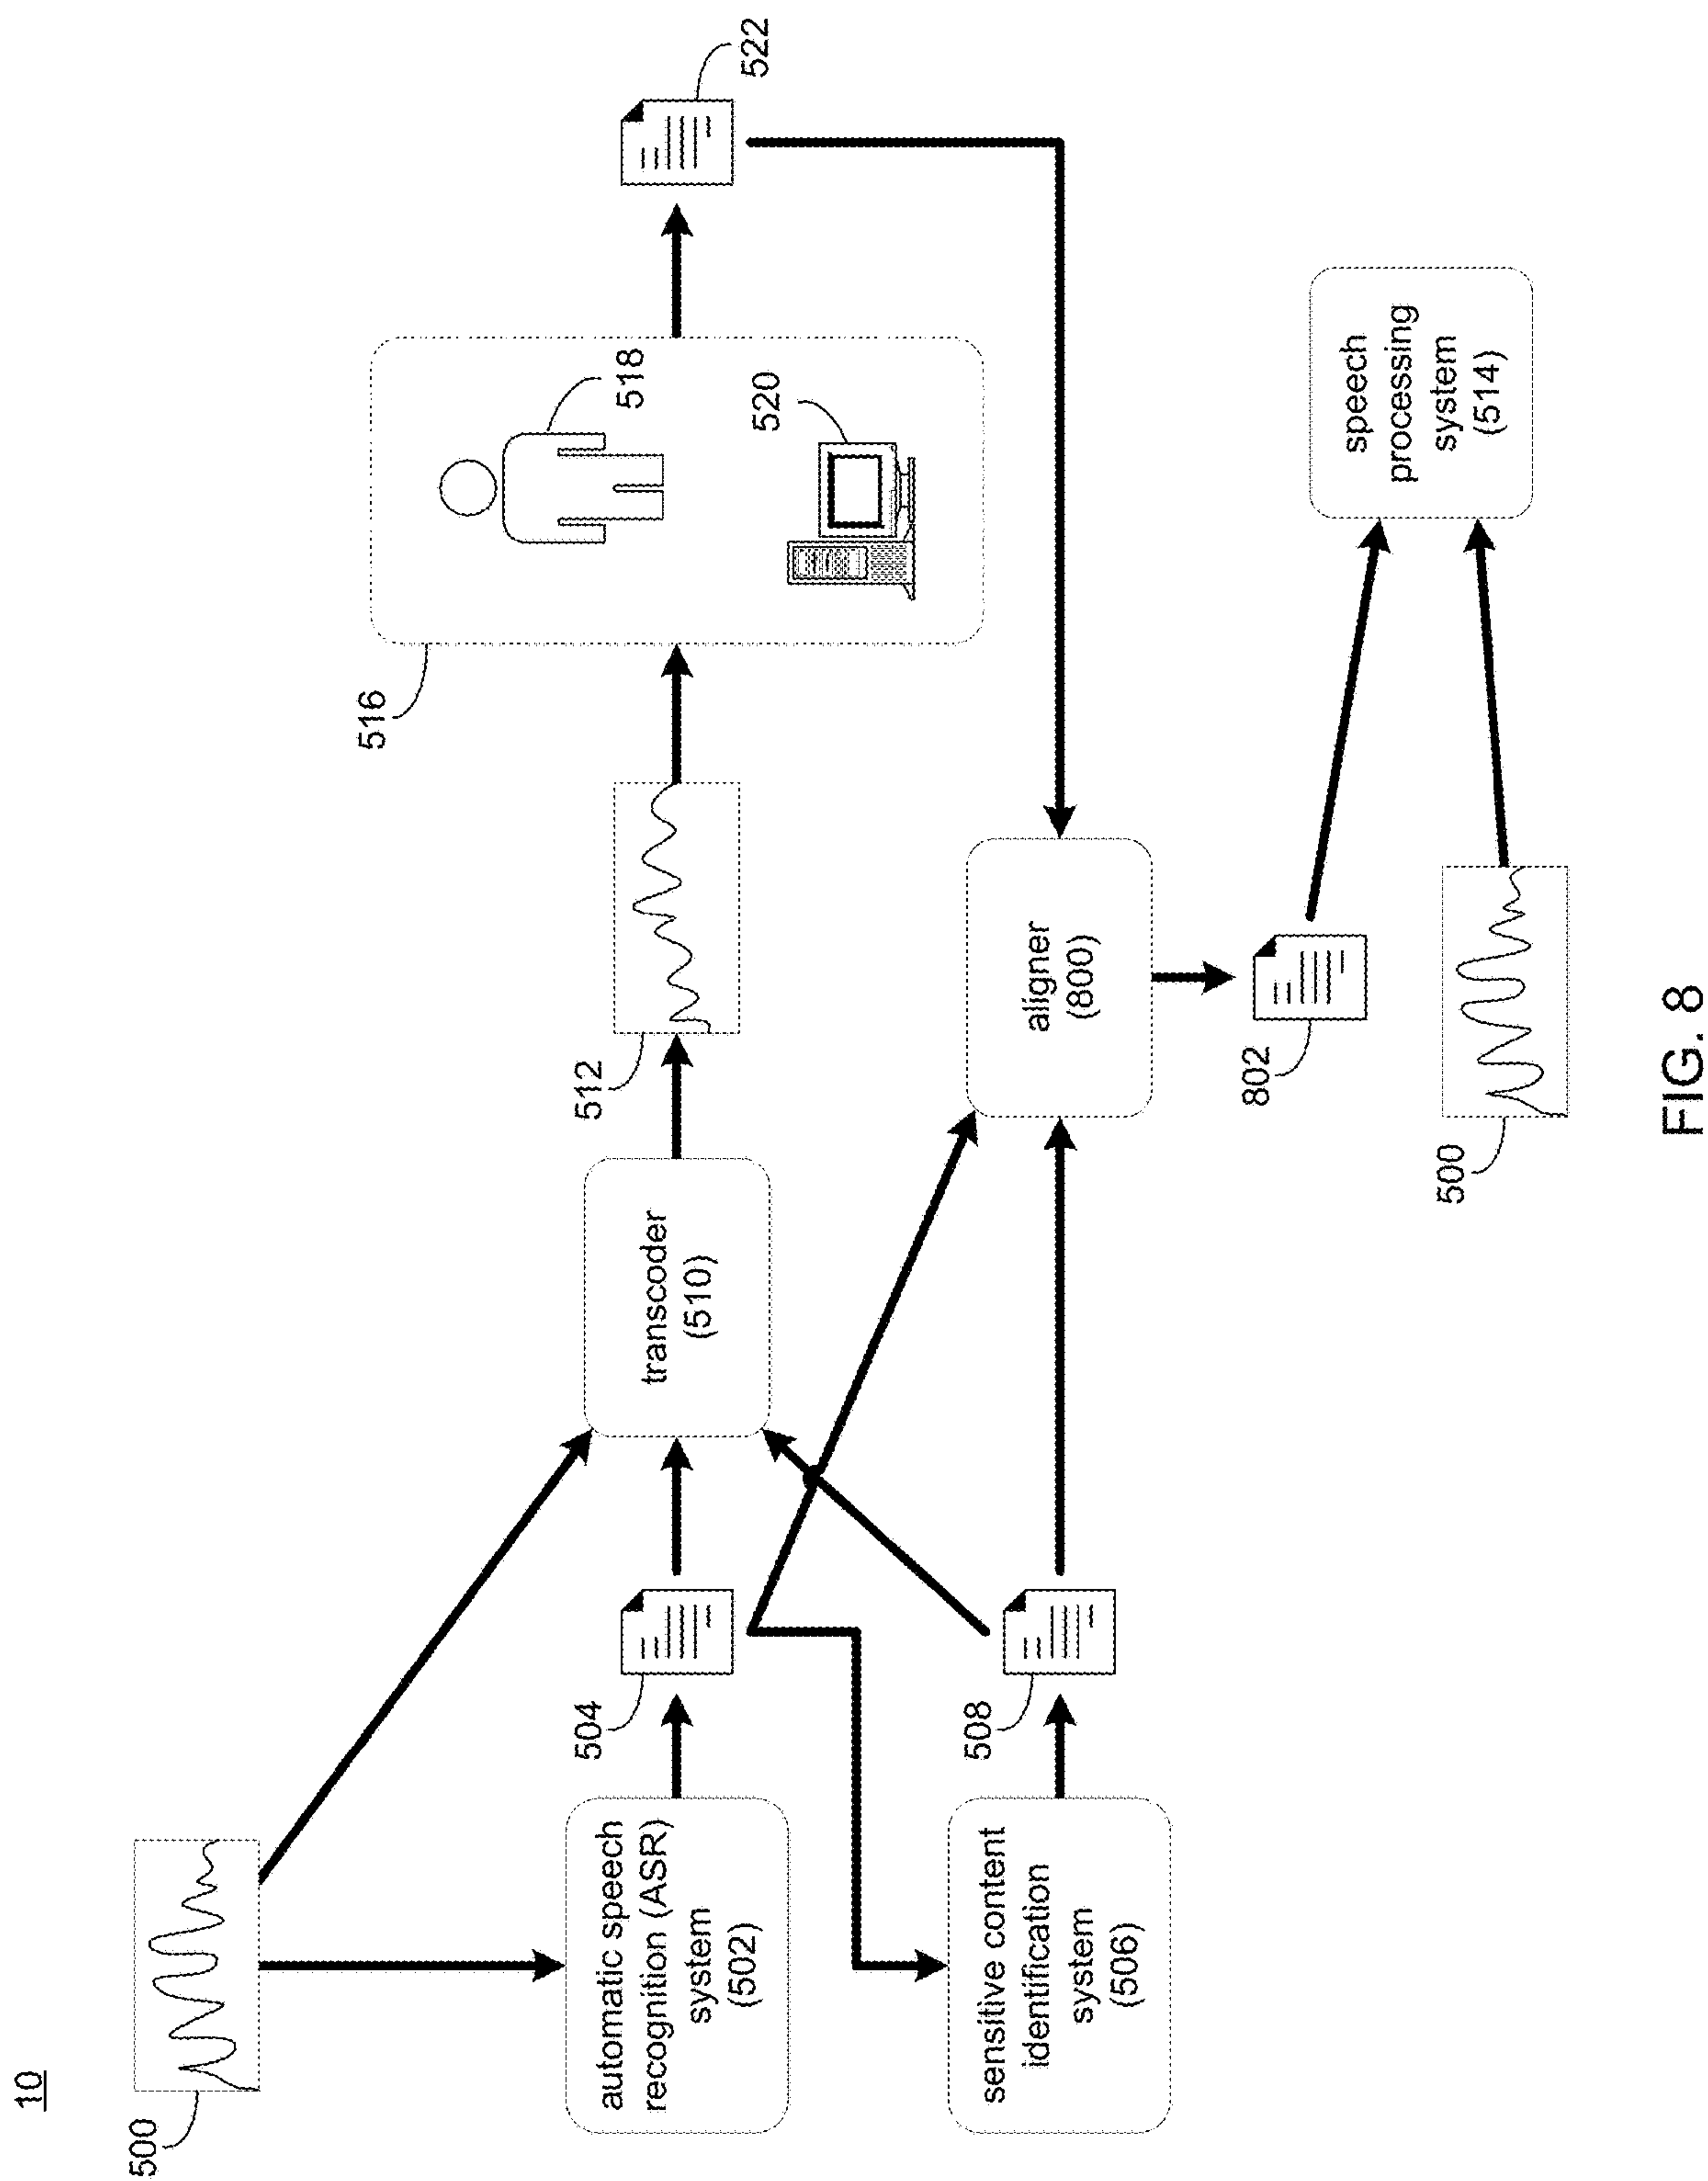 10
500
automatic speech
recognition (ASR)
system
(502)
504
sensitive content
identification
system
(506)
508
transcoder
(510)
512
516
518
520
522
aligner
(800)
802
500
speech
processing
system
(514)
FIG. 8